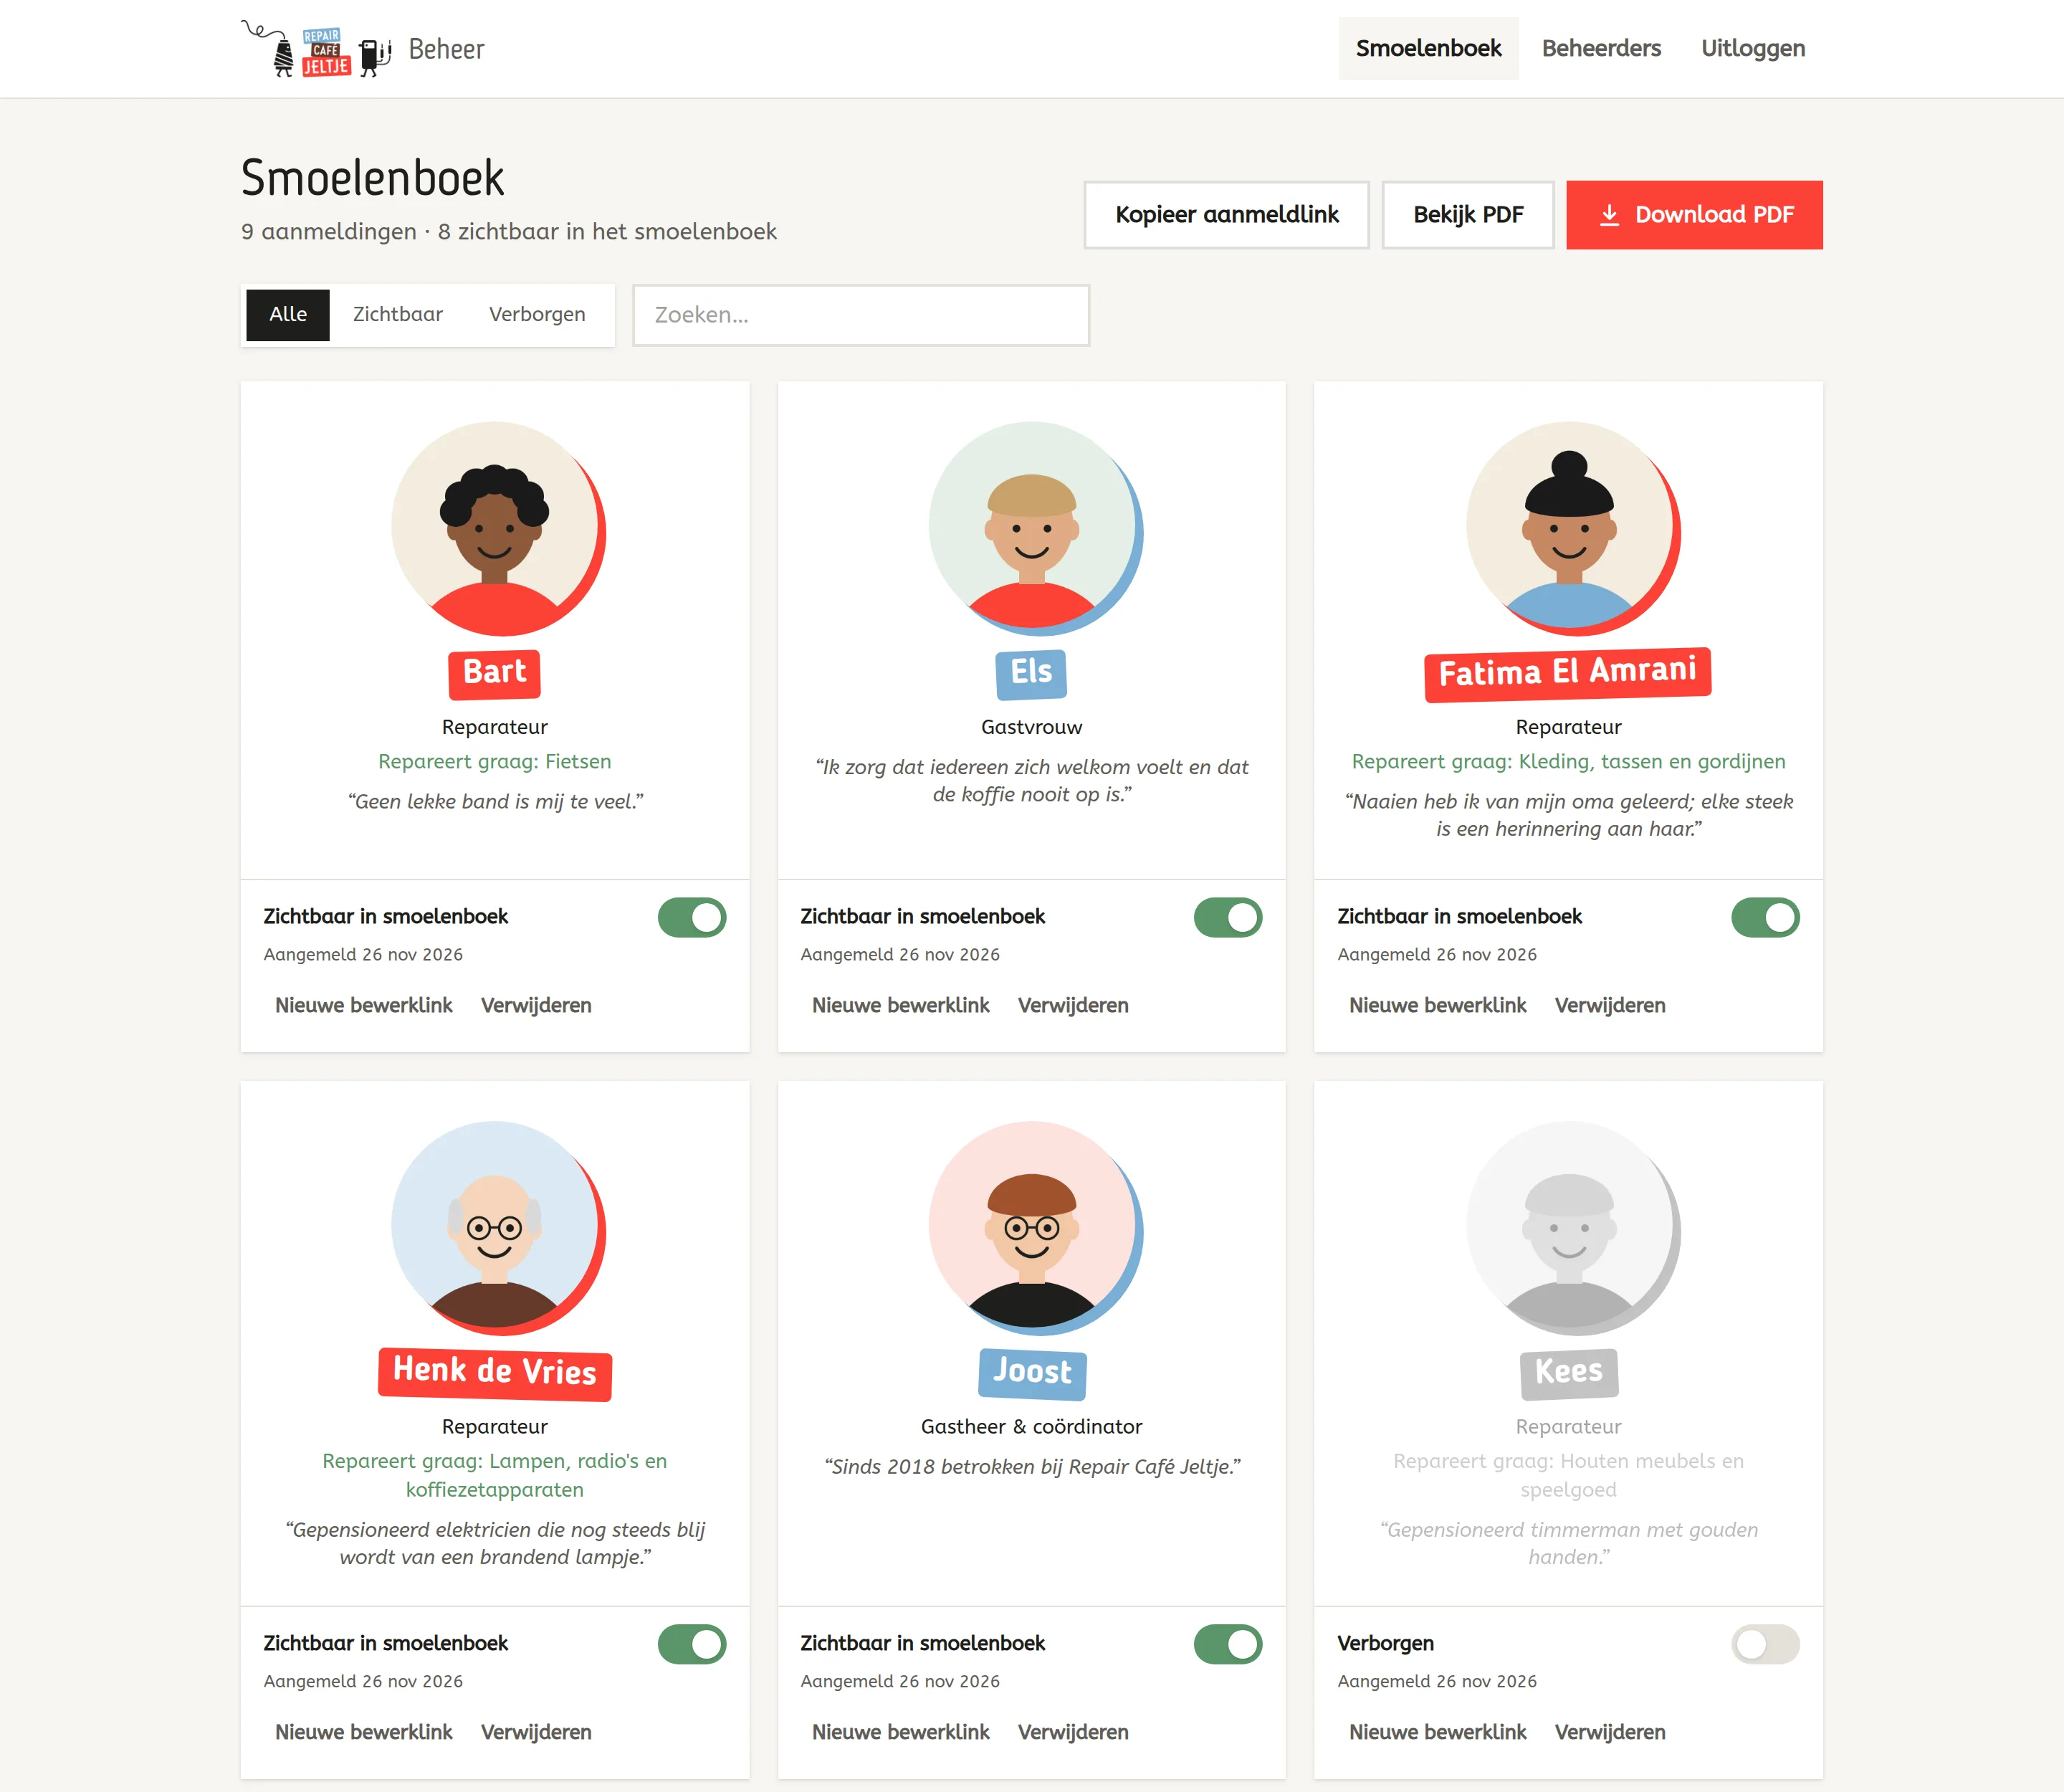 REPAIR
CAFÉ
JELTJE
Beheer
Smoelenboek
Beheerders
Uitloggen
Smoelenboek
9 aanmeldingen · 8 zichtbaar in het smoelenboek
Kopieer aanmeldlink
Bekijk PDF
Download PDF
Alle
Zichtbaar
Verborgen
Zoeken...
Bart
Reparateur
Repareert graag: Fietsen
“Geen lekke band is mij te veel.”
Zichtbaar in smoelenboek
Aangemeld 26 nov 2026
Nieuwe bewerklink
Verwijderen
Els
Gastvrouw
“Ik zorg dat iedereen zich welkom voelt en dat
de koffie nooit op is.”
Zichtbaar in smoelenboek
Aangemeld 26 nov 2026
Nieuwe bewerklink
Verwijderen
Fatima El Amrani
Reparateur
Repareert graag: Kleding, tassen en gordijnen
“Naaien heb ik van mijn oma geleerd; elke steek
is een herinnering aan haar.”
Zichtbaar in smoelenboek
Aangemeld 26 nov 2026
Nieuwe bewerklink
Verwijderen
Henk de Vries
Reparateur
Repareert graag: Lampen, radio's en
koffiezetapparaten
“Gepensioneerd elektricien die nog steeds blij
wordt van een brandend lampje.”
Zichtbaar in smoelenboek
Aangemeld 26 nov 2026
Nieuwe bewerklink
Verwijderen
Joost
Gastheer & coördinator
“Sinds 2018 betrokken bij Repair Café Jeltje.”
Zichtbaar in smoelenboek
Aangemeld 26 nov 2026
Nieuwe bewerklink
Verwijderen
Kees
Reparateur
Repareert graag: Houten meubels en
speelgoed
“Gepensioneerd timmerman met gouden
handen.”
Verborgen
Aangemeld 26 nov 2026
Nieuwe bewerklink
Verwijderen